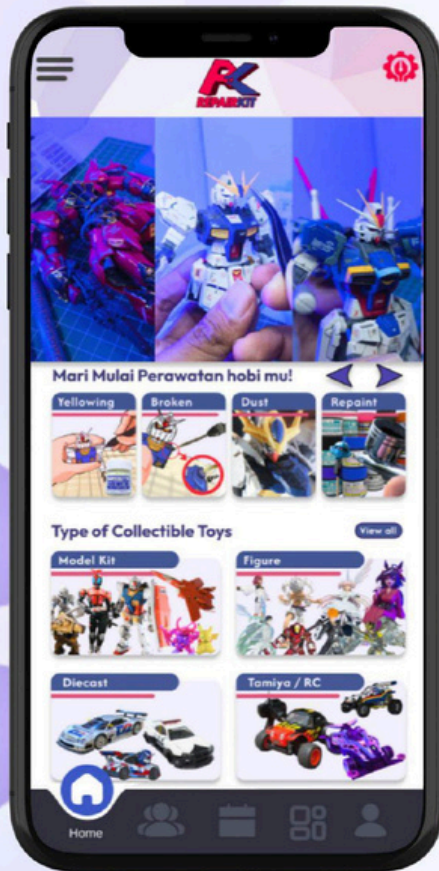 RK
REPAIRKIT
Mari Mulai Perawatan hobi mu!
Yellowing
Broken
Dust
Repaint
Type of Collectible Toys
View all
Model Kit
Figure
Diecast
Tamiya / RC
Home